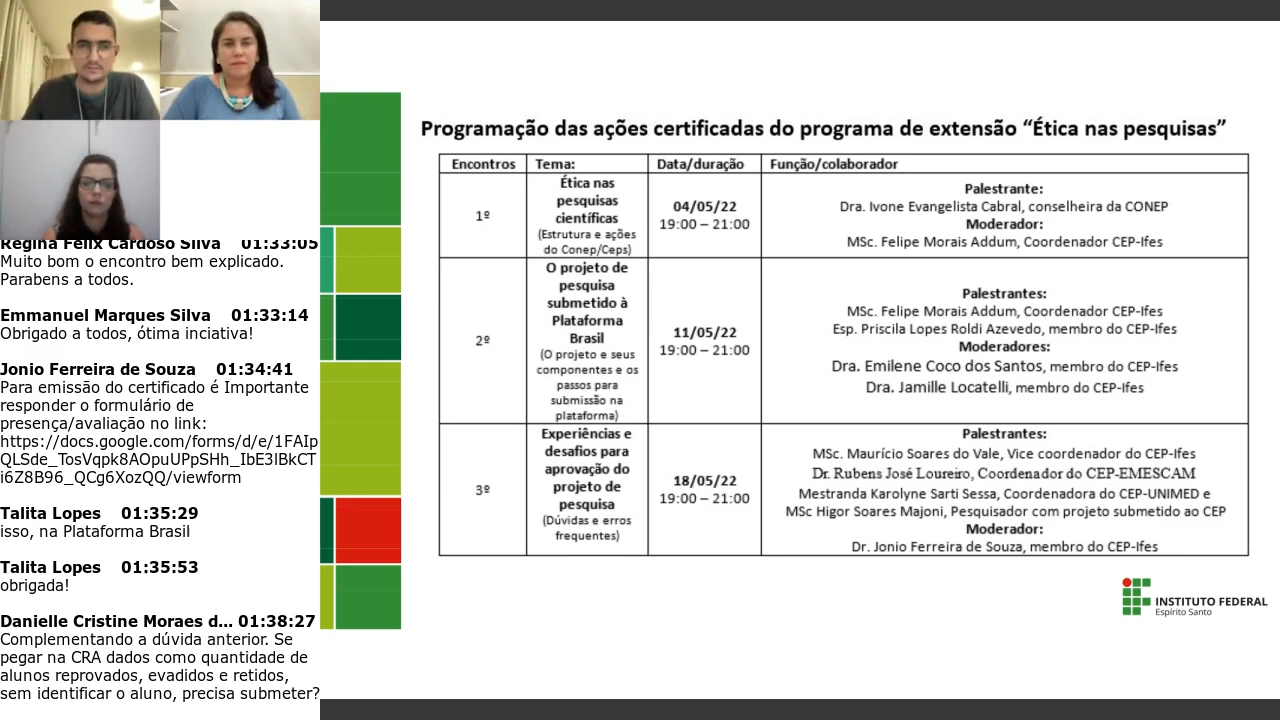 Regina Felix Cardoso Silva 01:33:05
Muito bom o encontro bem explicado.
Parabens a todos.
Emmanuel Marques Silva 01:33:14
Obrigado a todos, ótima inciativa!
Jonio Ferreira de Souza 01:34:41
Para emissão do certificado é Importante
responder o formulário de
presença/avaliação no link:
https://docs.google.com/forms/d/e/1FAIp
QLSde_TosVqpk8AOpuUPpSHh_IbE3lBkCT
i6Z8B96_QCg6XozQQ/viewform
Talita Lopes 01:35:29
isso, na Plataforma Brasil
Talita Lopes 01:35:53
obrigada!
Danielle Cristine Moraes d... 01:38:27
Complementando a dúvida anterior. Se
pegar na CRA dados como quantidade de
alunos reprovados, evadidos e retidos,
sem identificar o aluno, precisa submeter?
Programação das ações certificadas do programa de extensão “Ética nas pesquisas”
Encontros Tema: Data/duração Função/colaborador
1º
Ética nas
pesquisas
científicas
(Estrutura e ações
do Conep/Ceps)
04/05/22
19:00 – 21:00
Palestrante:
Dra. Ivone Evangelista Cabral, conselheira da CONEP
Moderador:
MSc. Felipe Morais Addum, Coordenador CEP-Ifes
2º
O projeto de
pesquisa
submetido à
Plataforma
Brasil
(O projeto e seus
componentes e os
passos para
submissão na
plataforma)
11/05/22
19:00 – 21:00
Palestrantes:
MSc. Felipe Morais Addum, Coordenador CEP-Ifes
Esp. Priscila Lopes Roldi Azevedo, membro do CEP-Ifes
Moderadores:
Dra. Emilene Coco dos Santos, membro do CEP-Ifes
Dra. Jamille Locatelli, membro do CEP-Ifes
3º
Experiências e
desafios para
aprovação do
projeto de
pesquisa
(Dúvidas e erros
frequentes)
18/05/22
19:00 – 21:00
Palestrantes:
MSc. Maurício Soares do Vale, Vice coordenador do CEP-Ifes
Dr. Rubens José Loureiro, Coordenador do CEP-EMESCAM
Mestranda Karolyne Sarti Sessa, Coordenadora do CEP-UNIMED e
MSc Higor Soares Majoni, Pesquisador com projeto submetido ao CEP
Moderador:
Dr. Jonio Ferreira de Souza, membro do CEP-Ifes
INSTITUTO FEDERAL
Espírito Santo